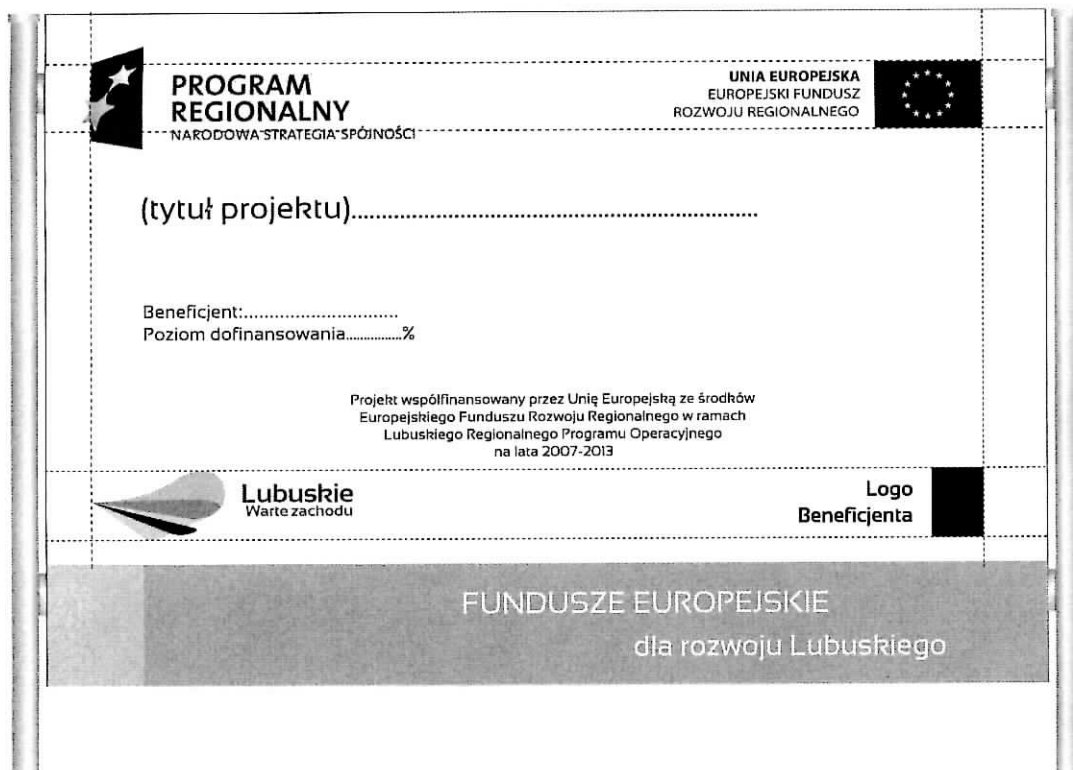 PROGRAM
REGIONALNY
NARODOWA STRATEGIA SPÓJNOŚCI
UNIA EUROPEJSKA
EUROPEJSKI FUNDUSZ
ROZWOJU REGIONALNEGO
(tytuł projektu)..............................................................
Beneficjent:..............................
Poziom dofinansowania................%
Projekt współfinansowany przez Unię Europejską ze środków
Europejskiego Funduszu Rozwoju Regionalnego w ramach
Lubuskiego Regionalnego Programu Operacyjnego
na lata 2007-2013
Lubuskie
Warte zachodu
Logo
Beneficjenta
FUNDUSZE EUROPEJSKIE
dla rozwoju Lubuskiego